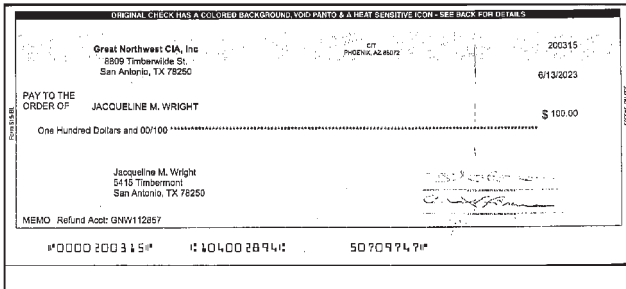 ORIGINAL CHECK HAS A COLORED BACKGROUND, VOID PANTO & A HEAT SENSITIVE ICON - SEE BACK FOR DETAILS
Great Northwest CIA, Inc
8809 Timberwilde St.
San Antonio, TX 78250
CIT
PHOENIX, AZ 85072
200315
6/13/2023
PAY TO THE
ORDER OF JACQUELINE M. WRIGHT
$ 100.00
One Hundred Dollars and 00/100
Jacqueline M. Wright
5415 Timbermont
San Antonio, TX 78250
MEMO Refund Acct: GNW112857
⑈0000200315⑈ ⑆104002894⑆ 50709747⑈